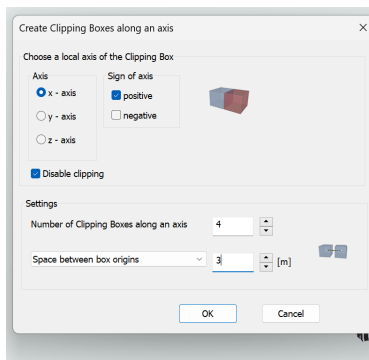 Create Clipping Boxes along an axis
Choose a local axis of the Clipping Box
Axis
Sign of axis
x - axis
positive
y - axis
negative
z - axis
Disable clipping
Settings
Number of Clipping Boxes along an axis
4
Space between box origins
3
[m]
OK
Cancel